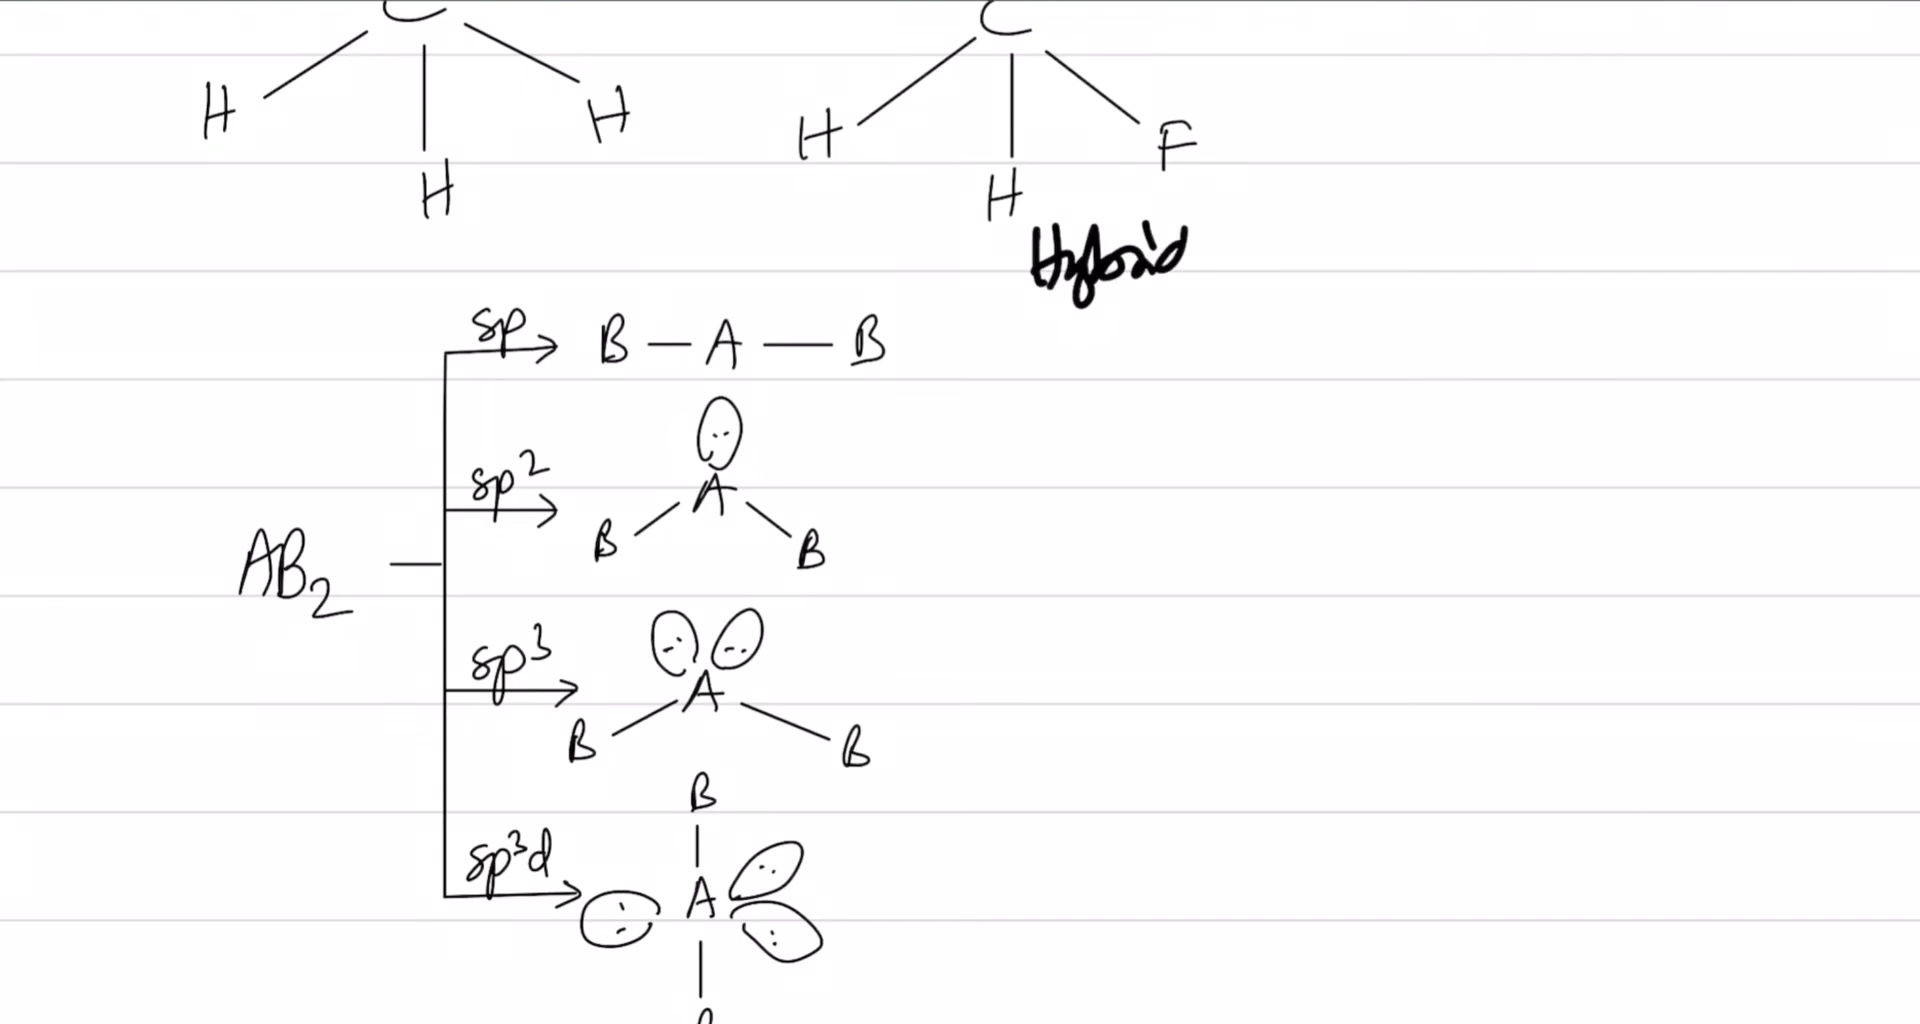 C C
H H H F
H H
Hybrid
sp B — A — B
sp² A
B B
AB₂
sp³ A
B B
B
sp³d A